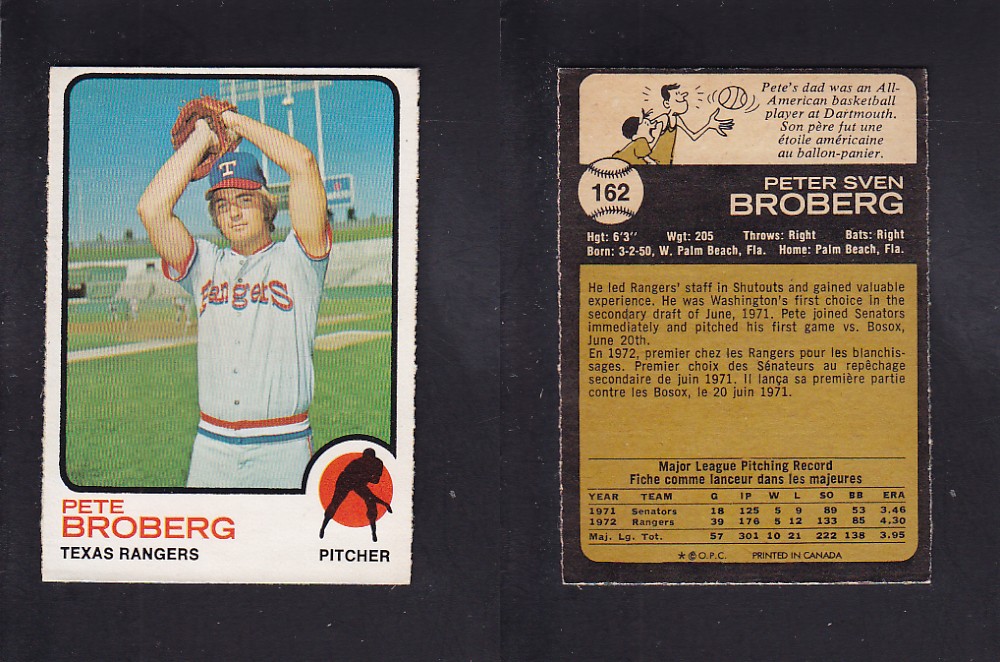 T
Rangers
PETE
BROBERG
TEXAS RANGERS
PITCHER
Pete's dad was an All-
American basketball
player at Dartmouth.
Son père fut une
étoile américaine
au ballon-panier.
162
PETER SVEN
BROBERG
Hgt: 6'3" Wgt: 205 Throws: Right Bats: Right
Born: 3-2-50, W. Palm Beach, Fla. Home: Palm Beach, Fla.
He led Rangers' staff in Shutouts and gained valuable
experience. He was Washington's first choice in the
secondary draft of June, 1971. Pete joined Senators
immediately and pitched his first game vs. Bosox,
June 20th.
En 1972, premier chez les Rangers pour les blanchis-
sages. Premier choix des Sénateurs au repêchage
secondaire de juin 1971. Il lança sa première partie
contre les Bosox, le 20 juin 1971.
Major League Pitching Record
Fiche comme lanceur dans les majeures
YEAR TEAM G IP W L SO BB ERA
1971 Senators 18 125 5 9 89 53 3.46
1972 Rangers 39 176 5 12 133 85 4.30
Maj. Lg. Tot. 57 301 10 21 222 138 3.95
★ © O.P.C. PRINTED IN CANADA